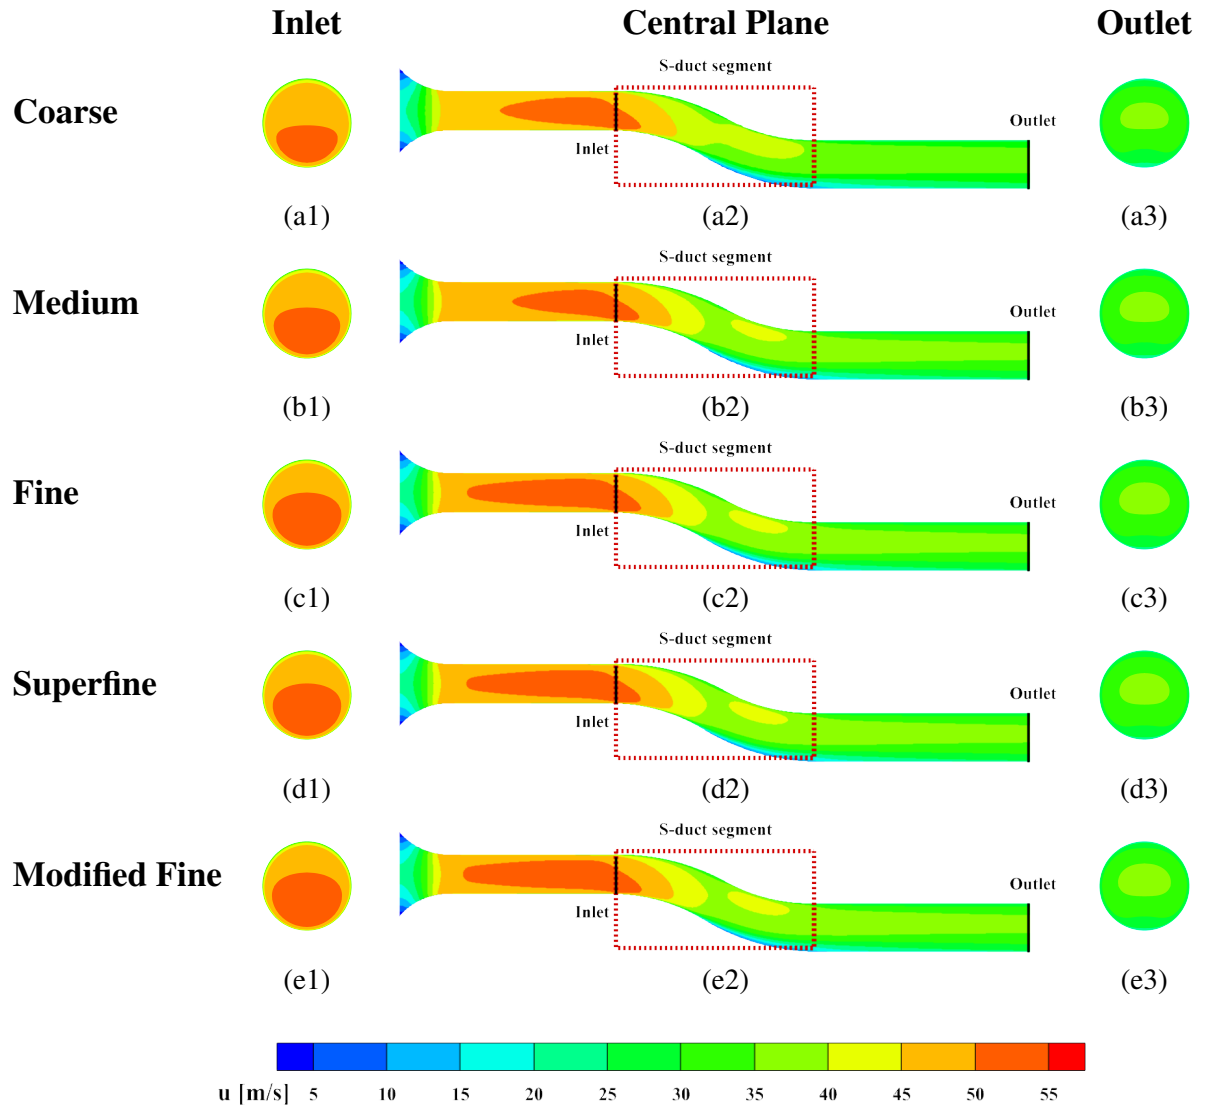 Inlet Central Plane Outlet
S-duct segment
Coarse
Outlet
Inlet
(a1) (a2) (a3)
S-duct segment
Medium
Outlet
Inlet
(b1) (b2) (b3)
S-duct segment
Fine
Outlet
Inlet
(c1) (c2) (c3)
S-duct segment
Superfine
Outlet
Inlet
(d1) (d2) (d3)
S-duct segment
Modified Fine
Outlet
Inlet
(e1) (e2) (e3)
u [m/s] 5 10 15 20 25 30 35 40 45 50 55